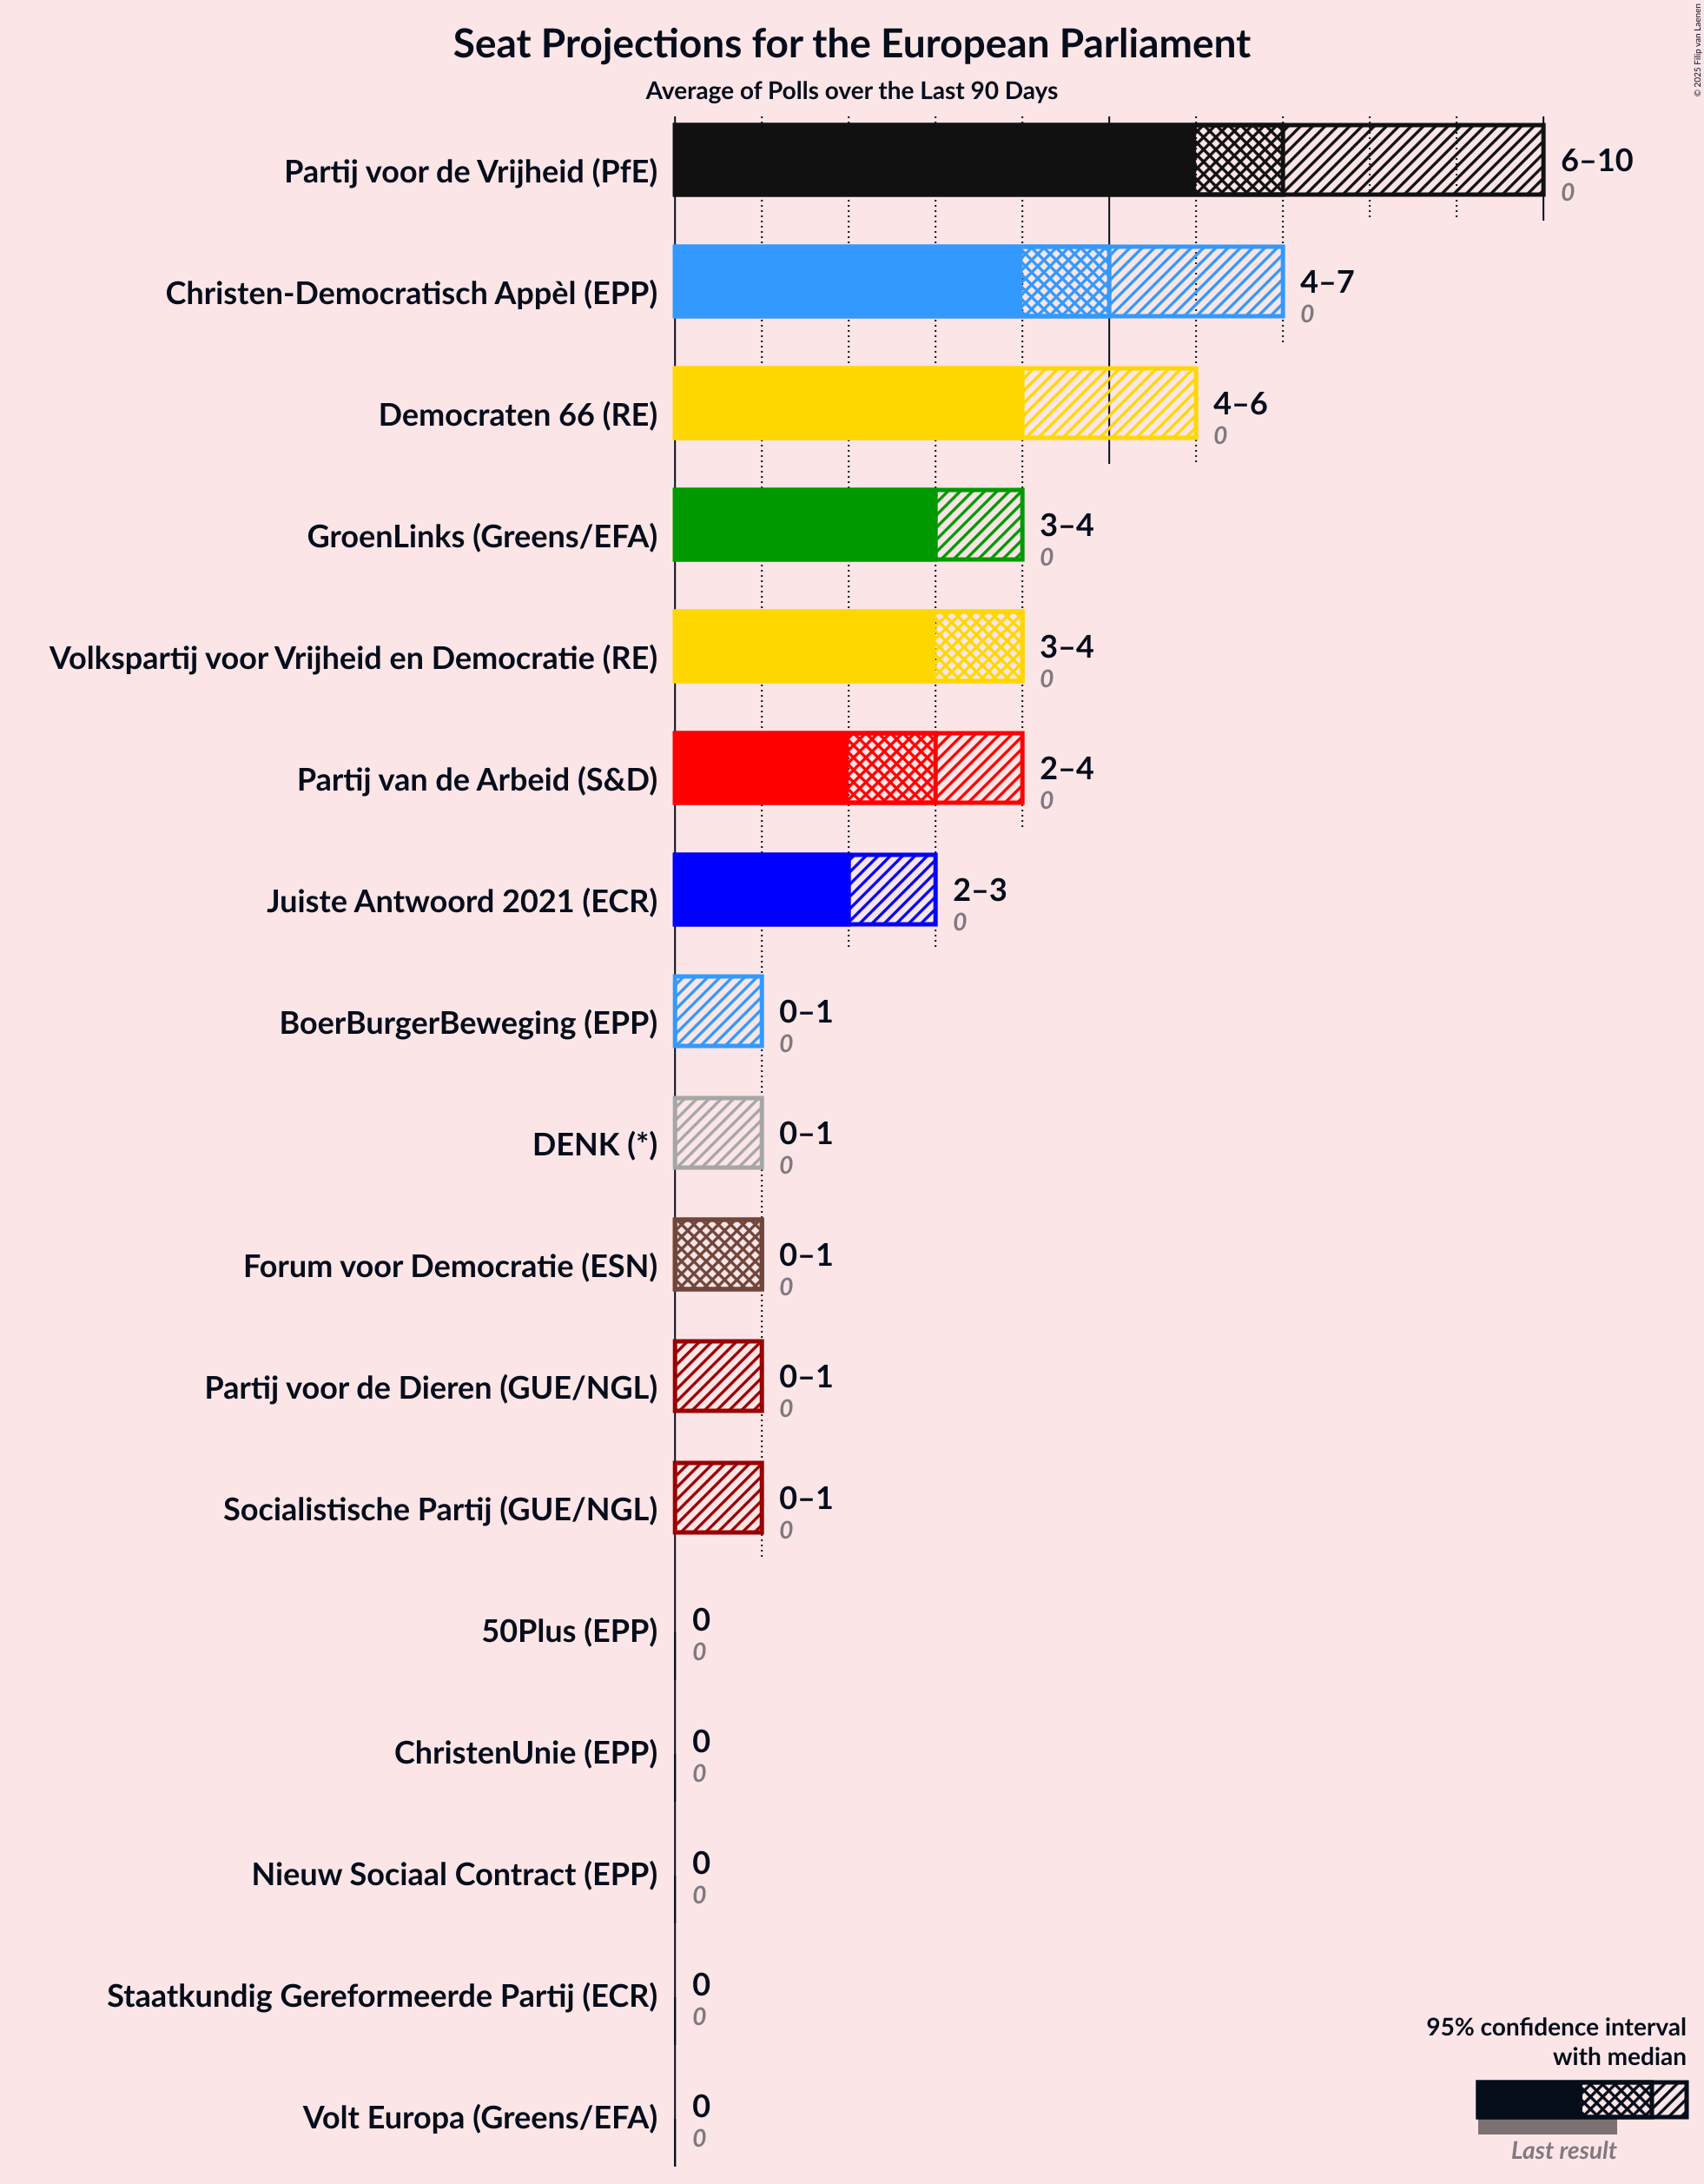 Seat Projections for the European Parliament
Average of Polls over the Last 90 Days
© 2025 Filip van Laenen
Partij voor de Vrijheid (PfE)
6–10
0
Christen-Democratisch Appèl (EPP)
4–7
0
Democraten 66 (RE)
4–6
0
GroenLinks (Greens/EFA)
3–4
0
Volkspartij voor Vrijheid en Democratie (RE)
3–4
0
Partij van de Arbeid (S&D)
2–4
0
Juiste Antwoord 2021 (ECR)
2–3
0
BoerBurgerBeweging (EPP)
0–1
0
DENK (*)
0–1
0
Forum voor Democratie (ESN)
0–1
0
Partij voor de Dieren (GUE/NGL)
0–1
0
Socialistische Partij (GUE/NGL)
0–1
0
50Plus (EPP)
0
0
ChristenUnie (EPP)
0
0
Nieuw Sociaal Contract (EPP)
0
0
Staatkundig Gereformeerde Partij (ECR)
0
0
Volt Europa (Greens/EFA)
0
0
95% confidence interval
with median
Last result